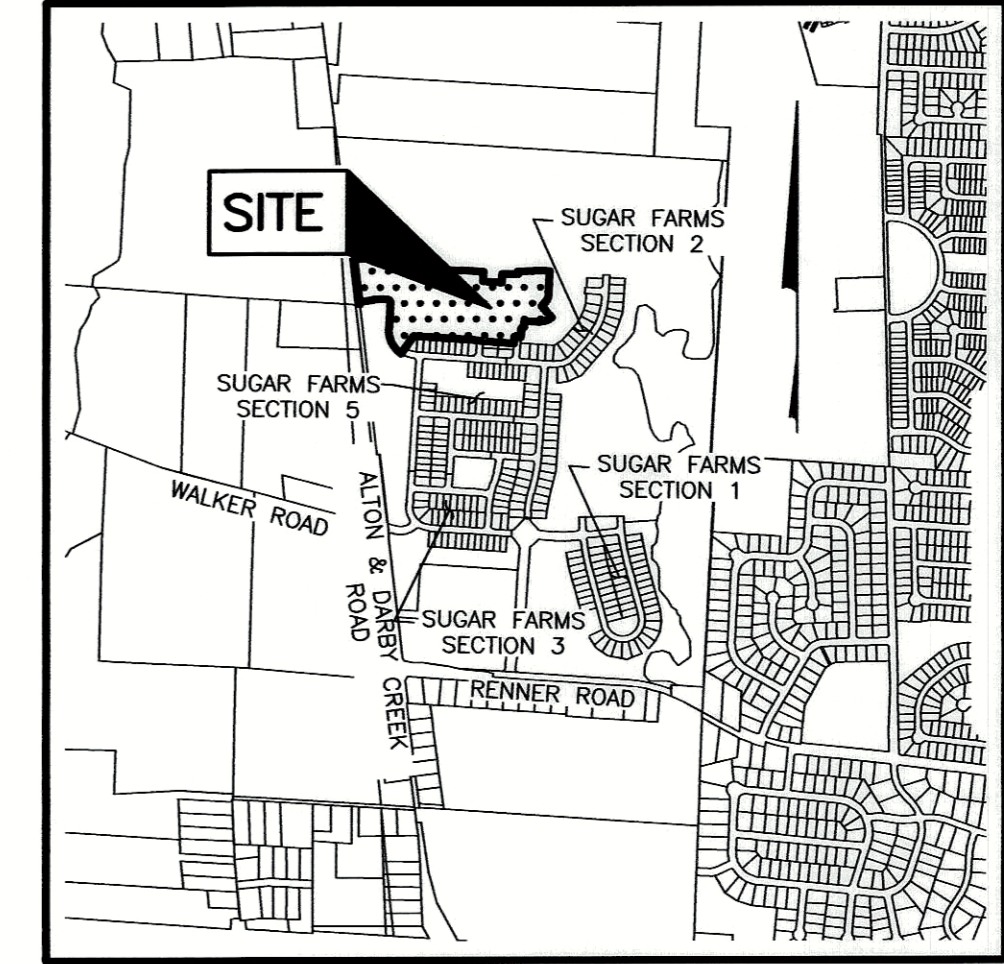 SITE
SUGAR FARMS
SECTION 2
SUGAR FARMS
SECTION 5
SUGAR FARMS
SECTION 1
WALKER ROAD
ALTON & DARBY CREEK
ROAD
SUGAR FARMS
SECTION 3
RENNER ROAD